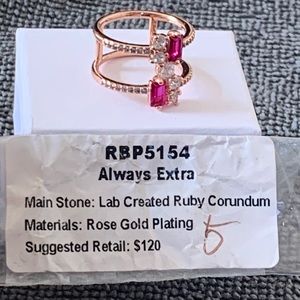 RBP5154
Always Extra
Main Stone: Lab Created Ruby Corundum
Materials: Rose Gold Plating
Suggested Retail: $120
5